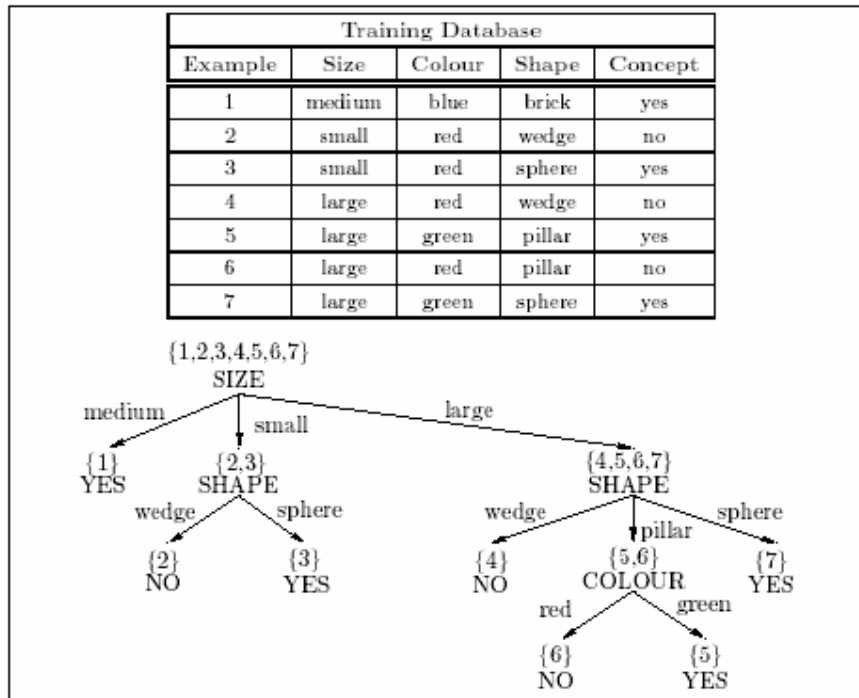 Training Database
Example Size Colour Shape Concept
1 medium blue brick yes
2 small red wedge no
3 small red sphere yes
4 large red wedge no
5 large green pillar yes
6 large red pillar no
7 large green sphere yes
{1,2,3,4,5,6,7}
SIZE
medium small large
{1} {2,3} {4,5,6,7}
YES SHAPE SHAPE
wedge sphere wedge pillar sphere
{2} {3} {4} {5,6} {7}
NO YES NO COLOUR YES
red green
{6} {5}
NO YES